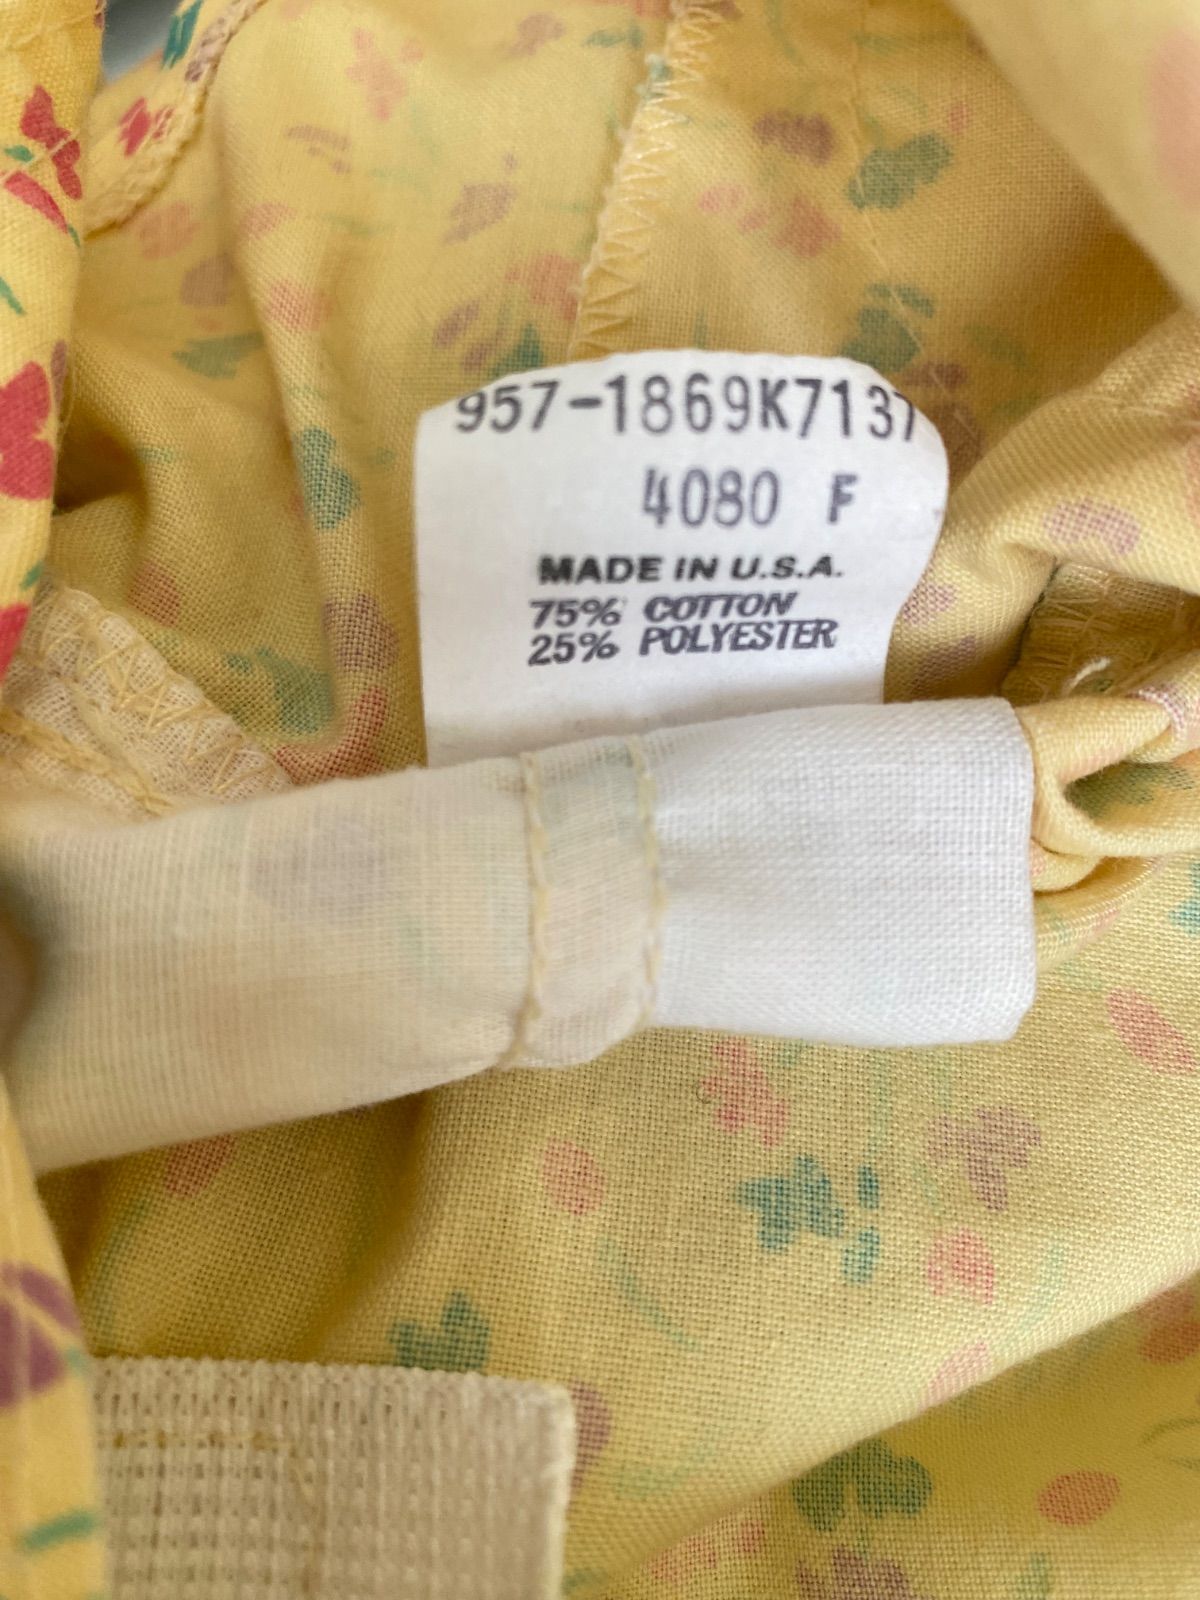 957-1869K7137
4080 F
MADE IN U.S.A.
75% COTTON
25% POLYESTER